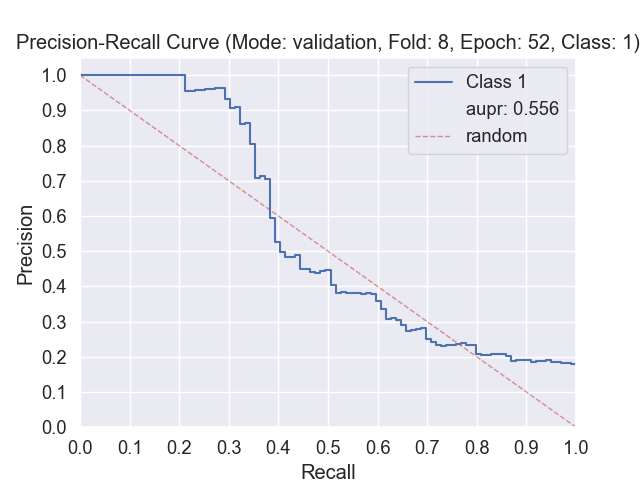 Precision-Recall Curve (Mode: validation, Fold: 8, Epoch: 52, Class: 1)
Class 1
aupr: 0.556
random
Precision
1.0
0.9
0.8
0.7
0.6
0.5
0.4
0.3
0.2
0.1
0.0
0.0 0.1 0.2 0.3 0.4 0.5 0.6 0.7 0.8 0.9 1.0
Recall